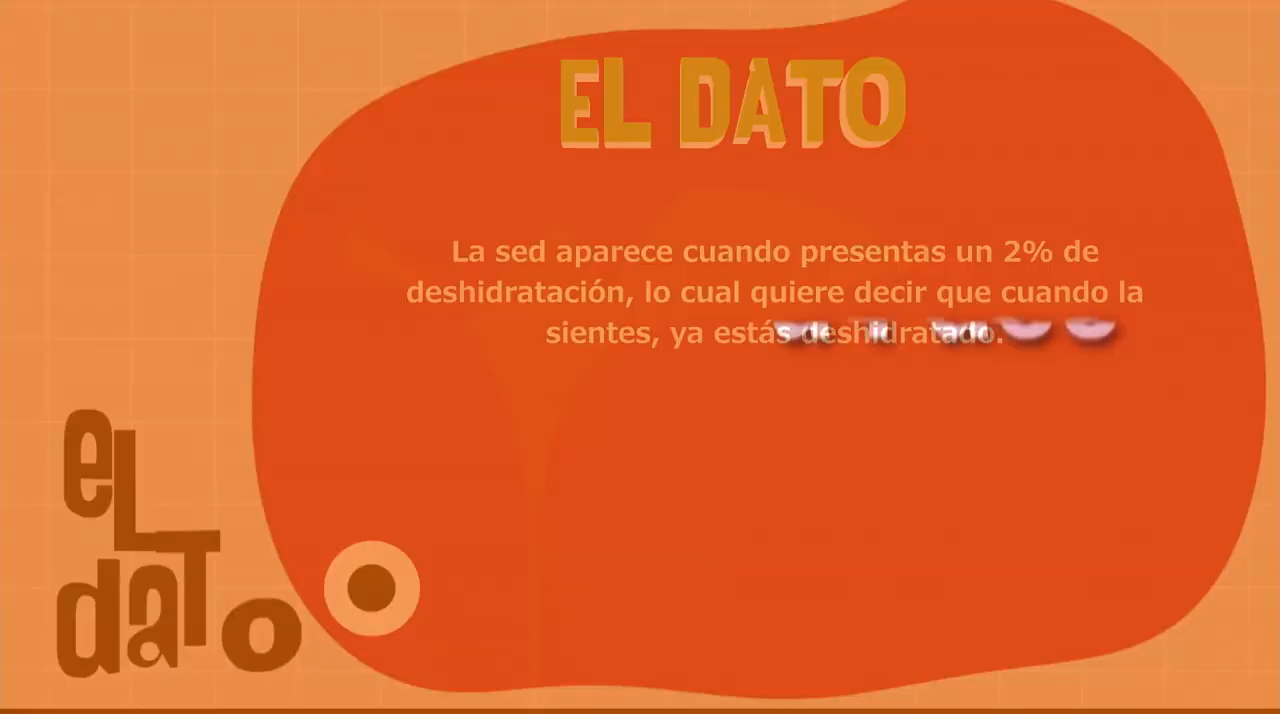 EL DATO
La sed aparece cuando presentas un 2% de
deshidratación, lo cual quiere decir que cuando la
sientes, ya estás deshidratado.
eL
daTo